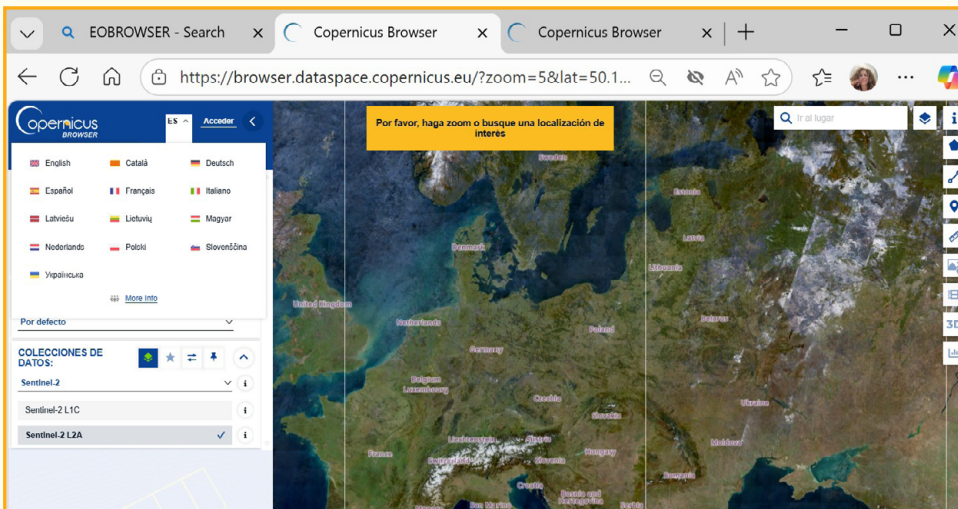 EOBROWSER - Search
Copernicus Browser
Copernicus Browser
https://browser.dataspace.copernicus.eu/?zoom=5&lat=50.1...
opernicus
BROWSER
ES
Acceder
Por favor, haga zoom o busque una localización de
interés
Ir al lugar
English
Català
Deutsch
Español
Français
Italiano
Latviešu
Lietuvių
Magyar
Nederlands
Polski
Slovenščina
Українська
More info
Por defecto
COLECCIONES DE
DATOS:
Sentinel-2
Sentinel-2 L1C
Sentinel-2 L2A
3D
Sweden
Estonia
Latvia
Denmark
Lithuania
United Kingdom
Netherlands
Belarus
Poland
Germany
Belgium
Luxembourg
Czechia
Ukraine
Slovakia
Liechtenstein
Austria
Moldova
France
Switzerland
Slovenia
Hungary
Romania
Croatia
Bosnia and
Herzegovina
San Marino
Serbia